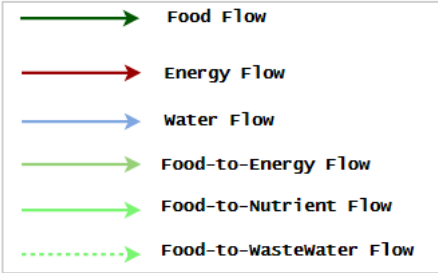 Food Flow
Energy Flow
Water Flow
Food-to-Energy Flow
Food-to-Nutrient Flow
Food-to-WasteWater Flow